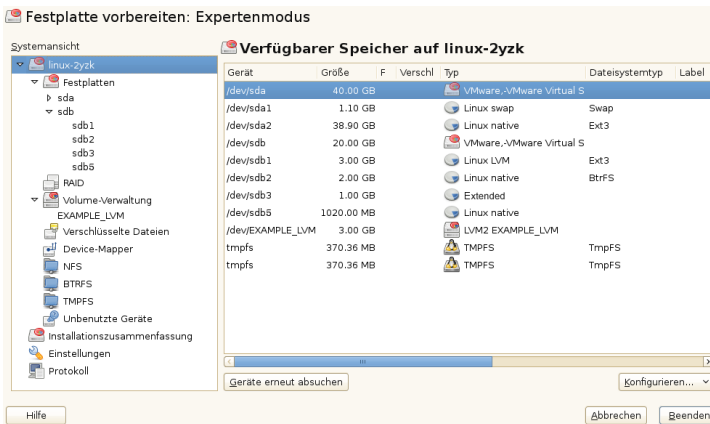 Festplatte vorbereiten: Expertenmodus
Systemansicht
linux-2yzk
Festplatten
sda
sdb
sdb1
sdb2
sdb3
sdb5
RAID
Volume-Verwaltung
EXAMPLE_LVM
Verschlüsselte Dateien
Device-Mapper
NFS
BTRFS
TMPFS
Unbenutzte Geräte
Installationszusammenfassung
Einstellungen
Protokoll
Verfügbarer Speicher auf linux-2yzk
Gerät Größe F Verschl Typ Dateisystemtyp Label
/dev/sda 40.00 GB VMware,-VMware Virtual S
/dev/sda1 1.10 GB Linux swap Swap
/dev/sda2 38.90 GB Linux native Ext3
/dev/sdb 20.00 GB VMware,-VMware Virtual S
/dev/sdb1 3.00 GB Linux LVM Ext3
/dev/sdb2 2.00 GB Linux native BtrFS
/dev/sdb3 1.00 GB Extended
/dev/sdb5 1020.00 MB Linux native
/dev/EXAMPLE_LVM 3.00 GB LVM2 EXAMPLE_LVM
tmpfs 370.36 MB TMPFS TmpFS
tmpfs 370.36 MB TMPFS TmpFS
Geräte erneut absuchen Konfigurieren...
Hilfe Abbrechen Beenden